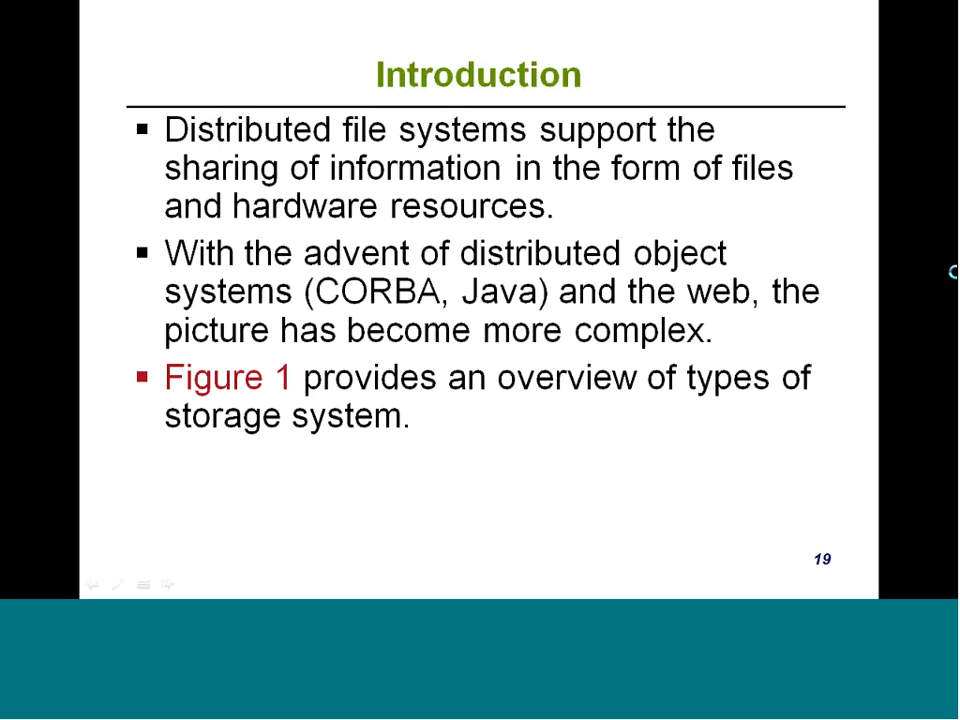 Introduction
▪ Distributed file systems support the
sharing of information in the form of files
and hardware resources.
▪ With the advent of distributed object
systems (CORBA, Java) and the web, the
picture has become more complex.
▪ Figure 1 provides an overview of types of
storage system.
19